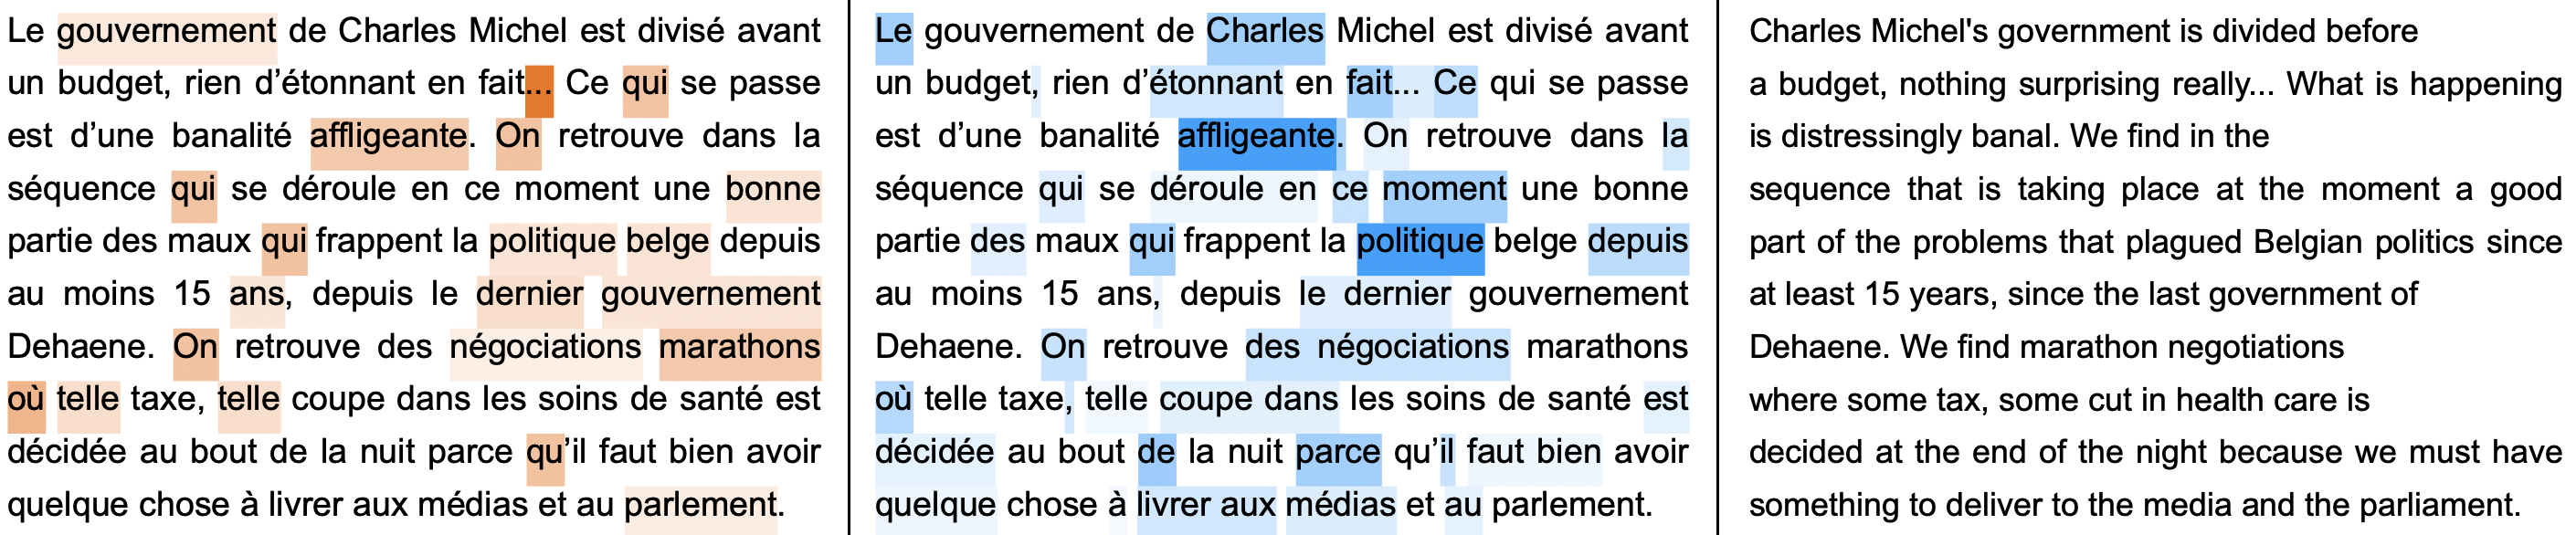 Le gouvernement de Charles Michel est divisé avant
un budget, rien d’étonnant en fait... Ce qui se passe
est d’une banalité affligeante. On retrouve dans la
séquence qui se déroule en ce moment une bonne
partie des maux qui frappent la politique belge depuis
au moins 15 ans, depuis le dernier gouvernement
Dehaene. On retrouve des négociations marathons
où telle taxe, telle coupe dans les soins de santé est
décidée au bout de la nuit parce qu’il faut bien avoir
quelque chose à livrer aux médias et au parlement.
Le gouvernement de Charles Michel est divisé avant
un budget, rien d’étonnant en fait... Ce qui se passe
est d’une banalité affligeante. On retrouve dans la
séquence qui se déroule en ce moment une bonne
partie des maux qui frappent la politique belge depuis
au moins 15 ans, depuis le dernier gouvernement
Dehaene. On retrouve des négociations marathons
où telle taxe, telle coupe dans les soins de santé est
décidée au bout de la nuit parce qu’il faut bien avoir
quelque chose à livrer aux médias et au parlement.
Charles Michel's government is divided before
a budget, nothing surprising really... What is happening
is distressingly banal. We find in the
sequence that is taking place at the moment a good
part of the problems that plagued Belgian politics since
at least 15 years, since the last government of
Dehaene. We find marathon negotiations
where some tax, some cut in health care is
decided at the end of the night because we must have
something to deliver to the media and the parliament.